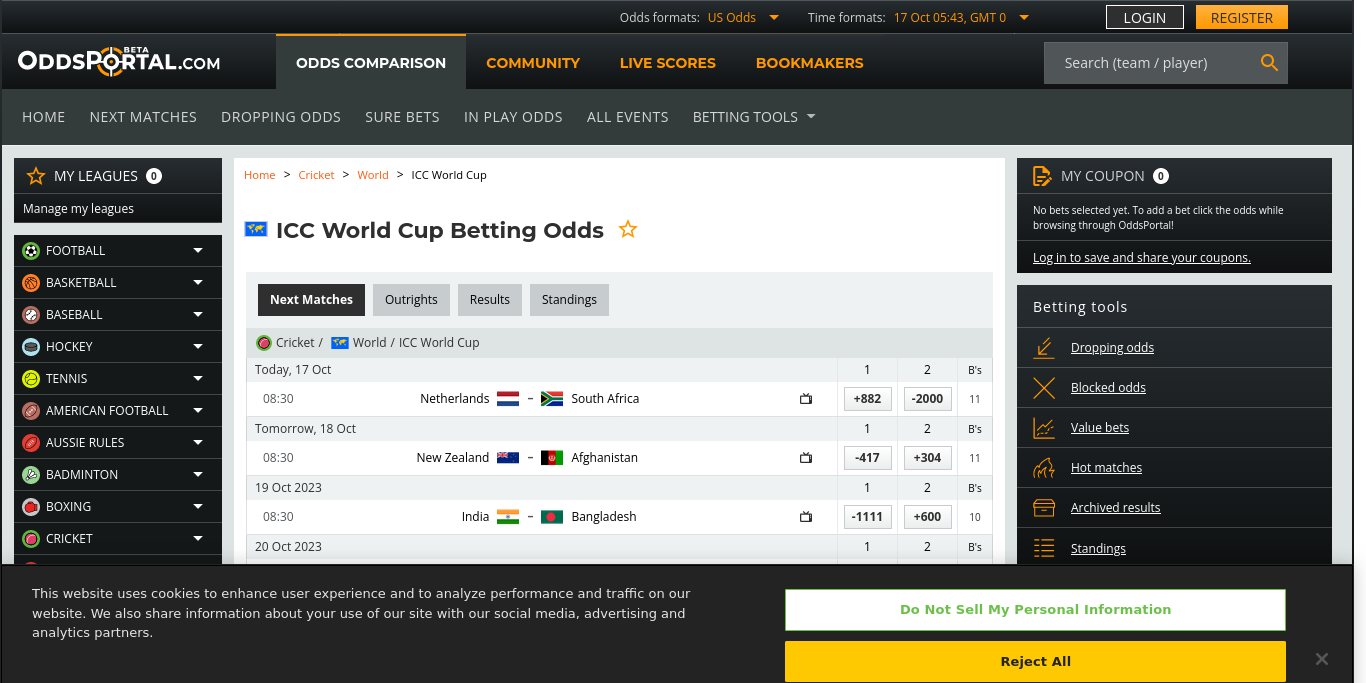 Odds formats: US Odds Time formats: 17 Oct 05:43, GMT 0 LOGIN REGISTER
ODDSPORTAL.COM BETA
ODDS COMPARISON COMMUNITY LIVE SCORES BOOKMAKERS Search (team / player)
HOME NEXT MATCHES DROPPING ODDS SURE BETS IN PLAY ODDS ALL EVENTS BETTING TOOLS
MY LEAGUES 0
Manage my leagues
FOOTBALL
BASKETBALL
BASEBALL
HOCKEY
TENNIS
AMERICAN FOOTBALL
AUSSIE RULES
BADMINTON
BOXING
CRICKET
Home > Cricket > World > ICC World Cup
ICC World Cup Betting Odds
Next Matches Outrights Results Standings
Cricket / World / ICC World Cup
Today, 17 Oct 1 2 B's
08:30 Netherlands – South Africa +882 -2000 11
Tomorrow, 18 Oct 1 2 B's
08:30 New Zealand – Afghanistan -417 +304 11
19 Oct 2023 1 2 B's
08:30 India – Bangladesh -1111 +600 10
20 Oct 2023 1 2 B's
MY COUPON 0
No bets selected yet. To add a bet click the odds while
browsing through OddsPortal!
Log in to save and share your coupons.
Betting tools
Dropping odds
Blocked odds
Value bets
Hot matches
Archived results
Standings
This website uses cookies to enhance user experience and to analyze performance and traffic on our
website. We also share information about your use of our site with our social media, advertising and
analytics partners.
Do Not Sell My Personal Information
Reject All